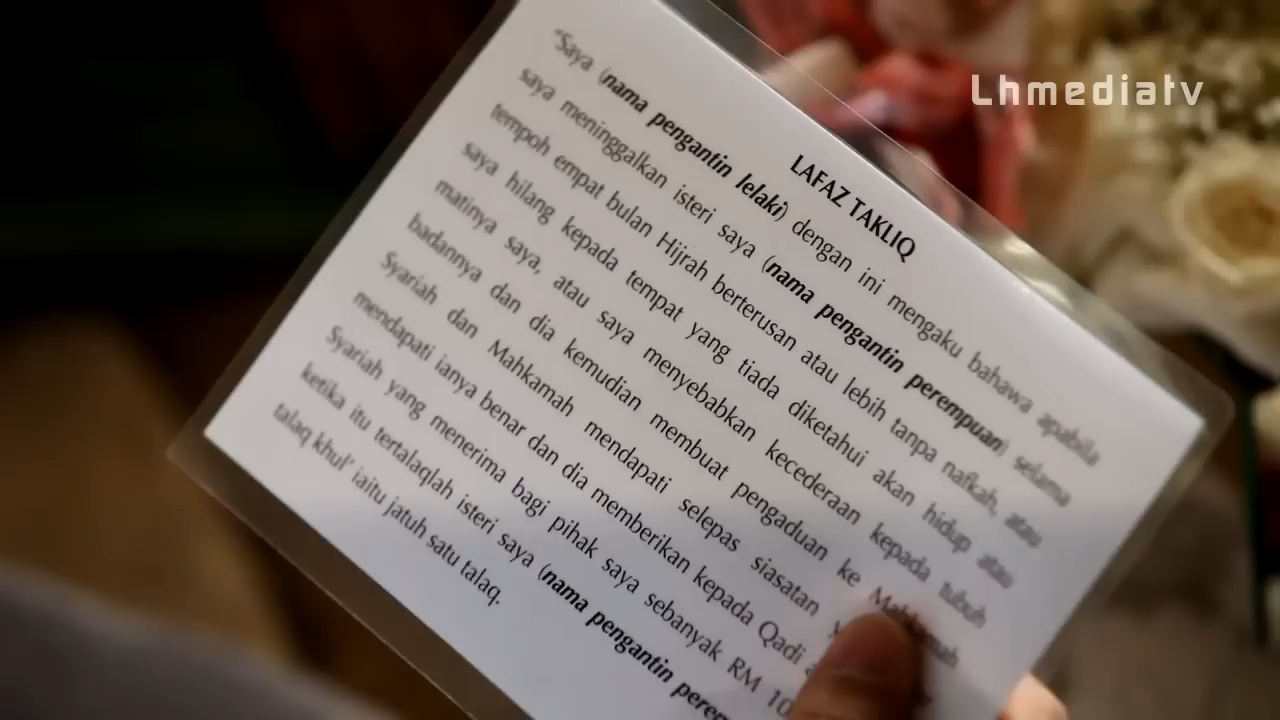 Lhmediatv
LAFAZ TAKLIQ
"Saya (nama pengantin lelaki) dengan ini mengaku bahawa apabila
saya meninggalkan isteri saya (nama pengantin perempuan) selama
tempoh empat bulan Hijrah berterusan atau lebih tanpa nafkah, atau
saya hilang kepada tempat yang tiada diketahui akan hidup atau
matinya saya, atau saya menyebabkan kecederaan kepada tubuh
badannya dan dia kemudian membuat pengaduan ke Mahkamah
Syariah dan Mahkamah mendapati selepas siasatan
mendapati ianya benar dan dia memberikan kepada Qadi
Syariah yang menerima bagi pihak saya sebanyak RM 10
ketika itu tertalaqlah isteri saya (nama pengantin
talaq khul' iaitu jatuh satu talaq.